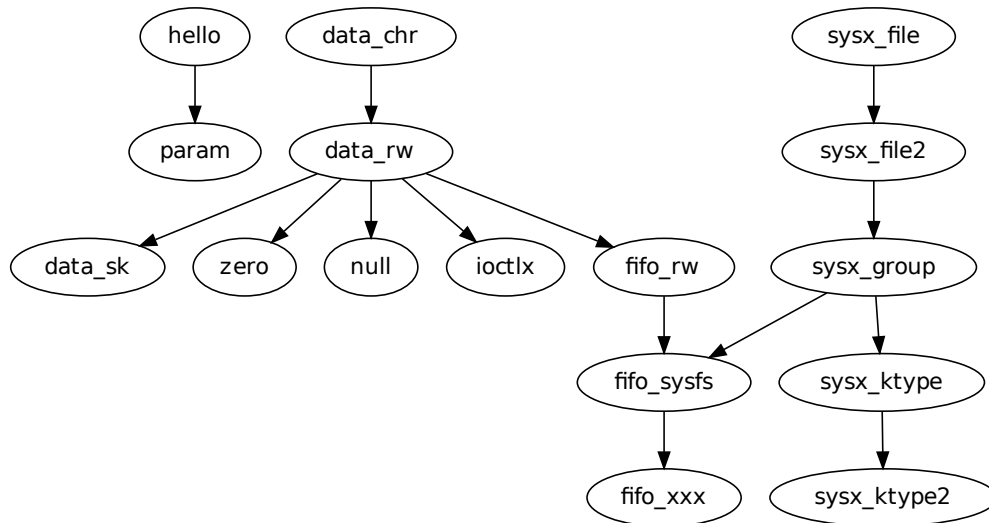 hello
data_chr
sysx_file
param
data_rw
sysx_file2
data_sk
zero
null
ioctlx
fifo_rw
sysx_group
fifo_sysfs
sysx_ktype
fifo_xxx
sysx_ktype2